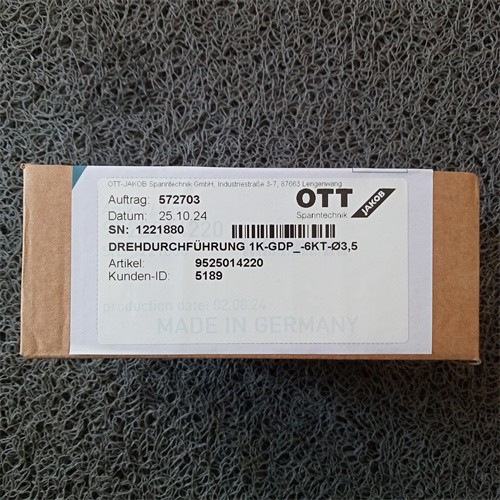 OTT-JAKOB Spanntechnik GmbH, Industriestraße 3-7, 87663 Lengenwang
Auftrag: 572703
Datum: 25.10.24
OTT
JAKOB
Spanntechnik
SN: 1221880
DREHDURCHFÜHRUNG 1K-GDP_-6KT-Ø3,5
Artikel: 9525014220
Kunden-ID: 5189
production date: 02.08.24
MADE IN GERMANY